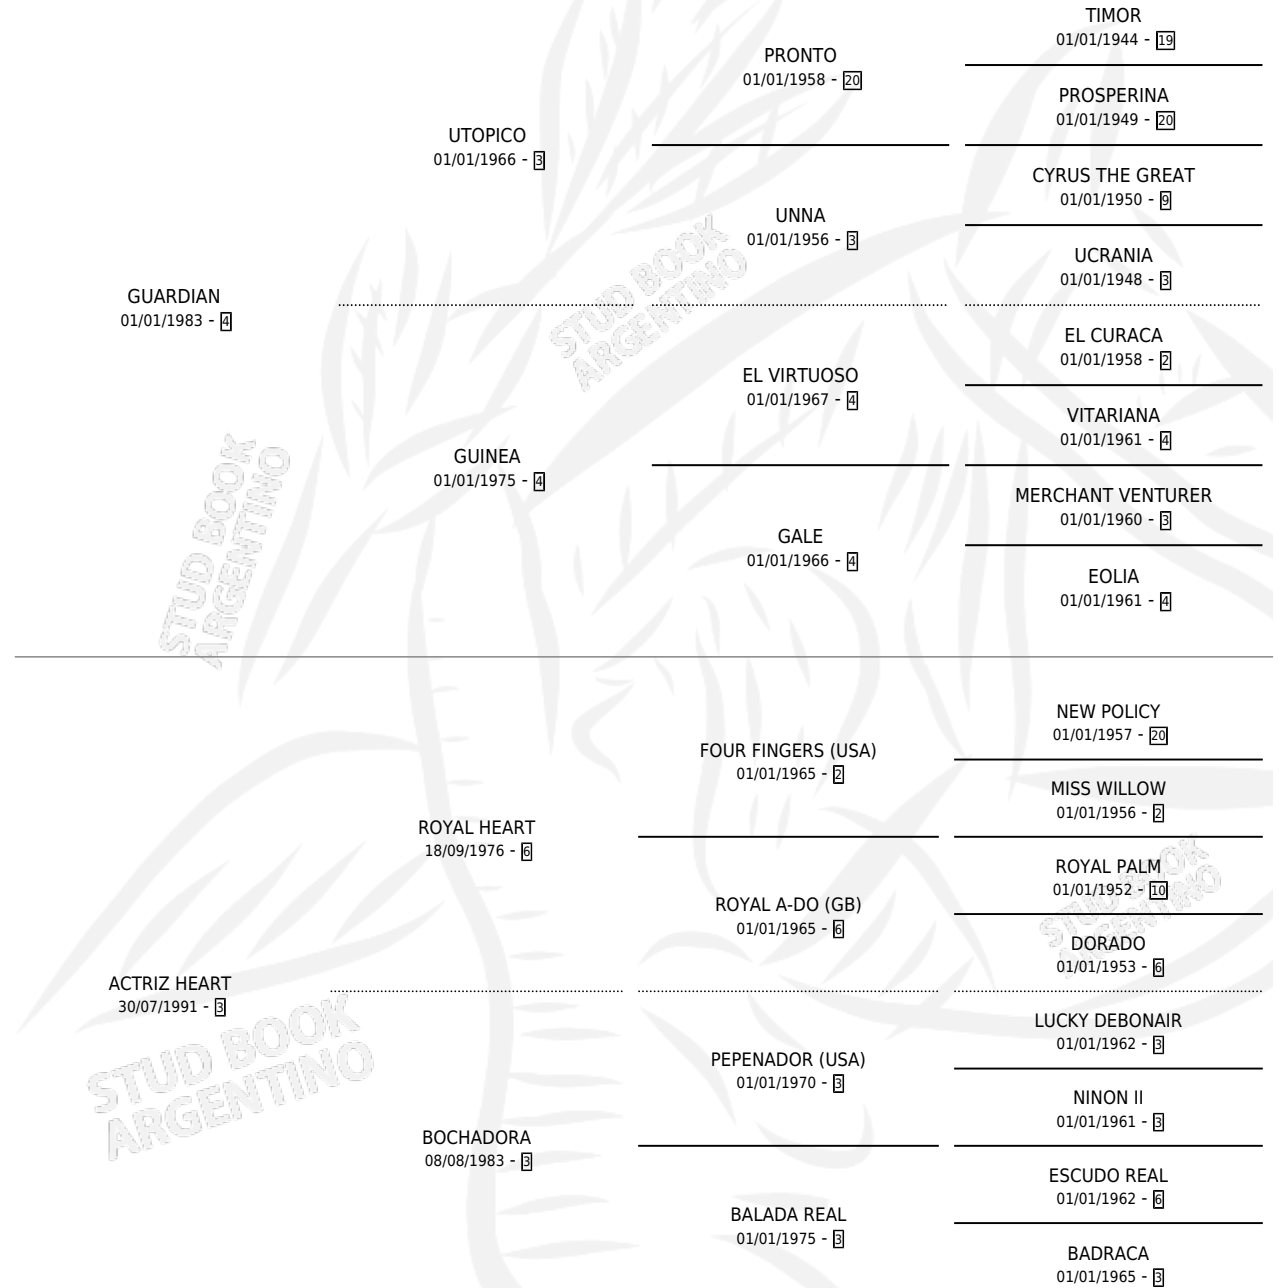 TIMOR
01/01/1944 - 19
PRONTO
01/01/1958 - 20
PROSPERINA
01/01/1949 - 20
UTOPICO
01/01/1966 - 3
CYRUS THE GREAT
01/01/1950 - 9
UNNA
01/01/1956 - 3
UCRANIA
01/01/1948 - 3
GUARDIAN
01/01/1983 - 4
EL CURACA
01/01/1958 - 2
EL VIRTUOSO
01/01/1967 - 4
VITARIANA
01/01/1961 - 4
GUINEA
01/01/1975 - 4
MERCHANT VENTURER
01/01/1960 - 3
GALE
01/01/1966 - 4
EOLIA
01/01/1961 - 4
NEW POLICY
01/01/1957 - 20
FOUR FINGERS (USA)
01/01/1965 - 2
MISS WILLOW
01/01/1956 - 2
ROYAL HEART
18/09/1976 - 6
ROYAL PALM
01/01/1952 - 10
ROYAL A-DO (GB)
01/01/1965 - 6
DORADO
01/01/1953 - 6
ACTRIZ HEART
30/07/1991 - 3
LUCKY DEBONAIR
01/01/1962 - 3
PEPENADOR (USA)
01/01/1970 - 3
NINON II
01/01/1961 - 3
BOCHADORA
08/08/1983 - 3
ESCUDO REAL
01/01/1962 - 6
BALADA REAL
01/01/1975 - 3
BADRACA
01/01/1965 - 3
STUD BOOK
ARGENTINO
STUD BOOK
ARGENTINO
STUD BOOK
ARGENTINO
STUD BOOK
ARGENTINO